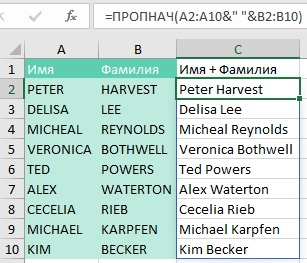 fx =ПРОПНАЧ(A2:A10&" "&B2:B10)
A B C
1 Имя Фамилия Имя + Фамилия
2 PETER HARVEST Peter Harvest
3 DELISA LEE Delisa Lee
4 MICHEAL REYNOLDS Micheal Reynolds
5 VERONICA BOTHWELL Veronica Bothwell
6 TED POWERS Ted Powers
7 ALEX WATERTON Alex Waterton
8 CECELIA RIEB Cecelia Rieb
9 MICHAEL KARPFEN Michael Karpfen
10 KIM BECKER Kim Becker